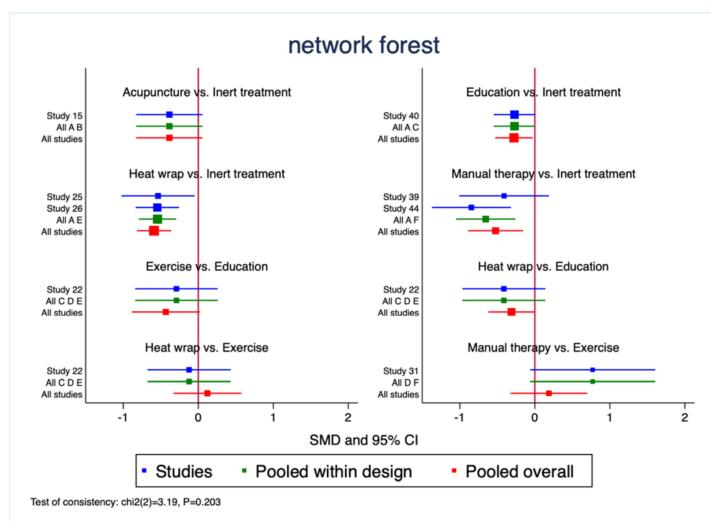 network forest
Acupuncture vs. Inert treatment
Study 15
All A B
All studies
Heat wrap vs. Inert treatment
Study 25
Study 26
All A E
All studies
Exercise vs. Education
Study 22
All C D E
All studies
Heat wrap vs. Exercise
Study 22
All C D E
All studies
-1 0 1 2
Education vs. Inert treatment
Study 40
All A C
All studies
Manual therapy vs. Inert treatment
Study 39
Study 44
All A F
All studies
Heat wrap vs. Education
Study 22
All C D E
All studies
Manual therapy vs. Exercise
Study 31
All D F
All studies
-1 0 1 2
SMD and 95% CI
Studies Pooled within design Pooled overall
Test of consistency: chi2(2)=3.19, P=0.203